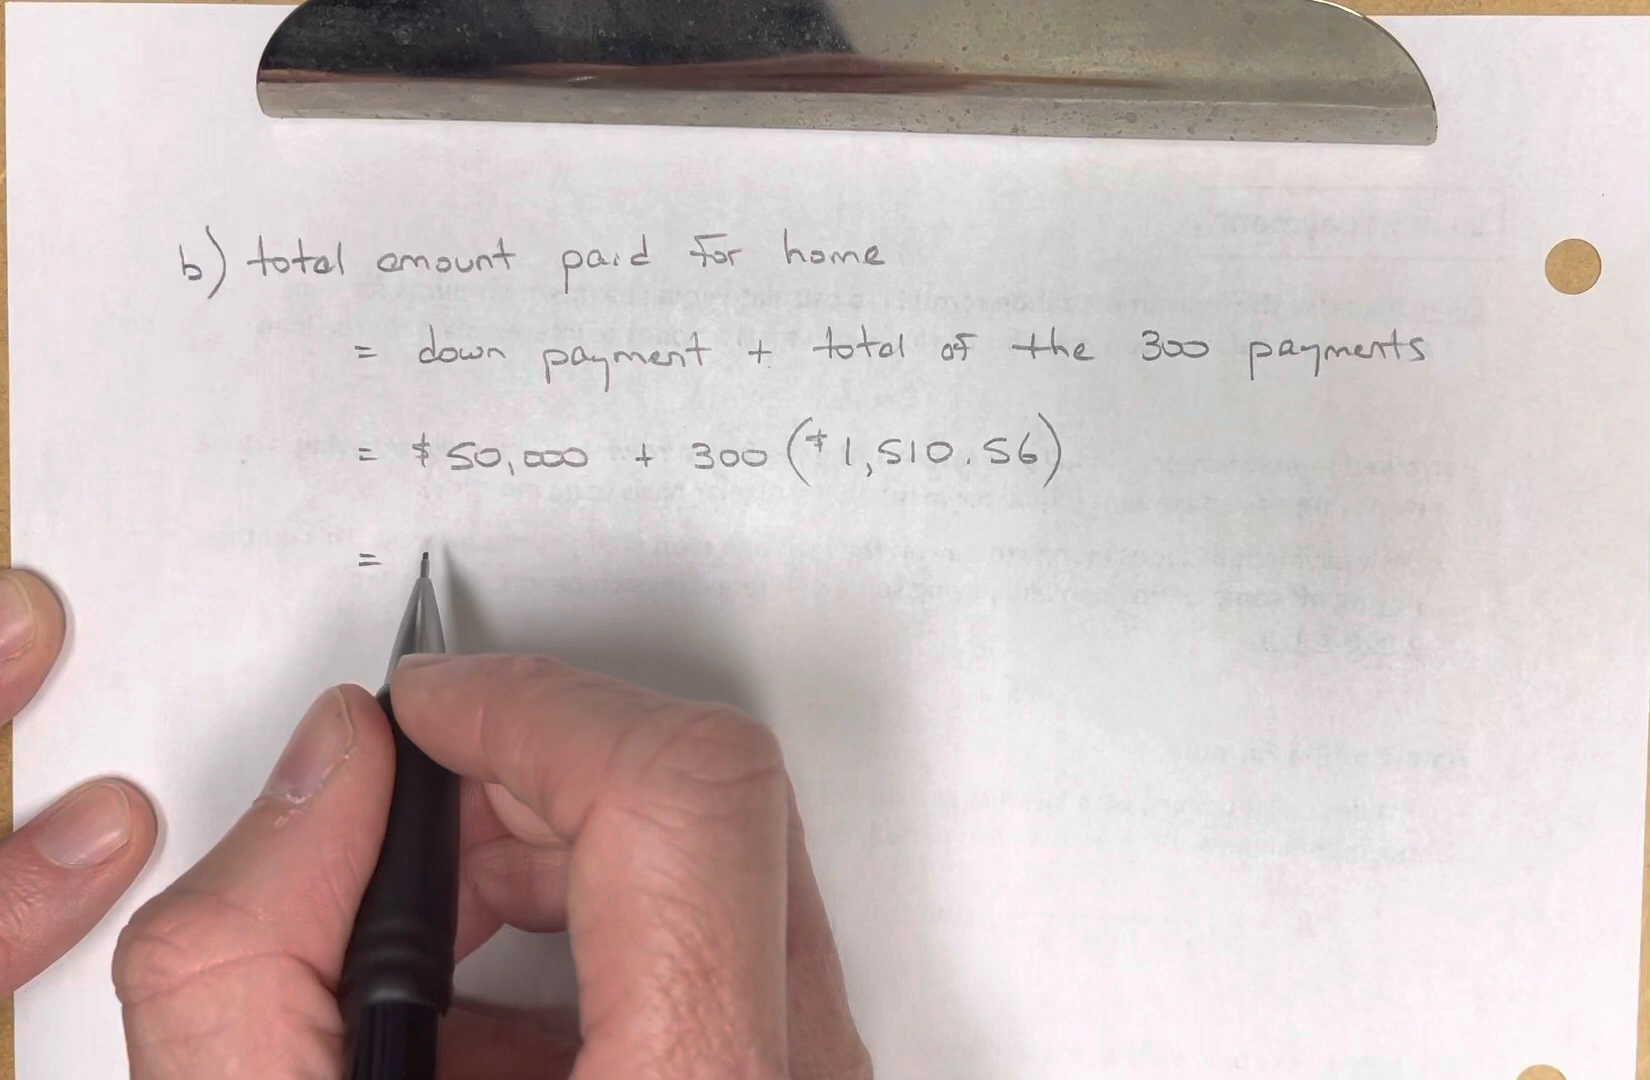 b) total amount paid for home
= down payment + total of the 300 payments
= $50,000 + 300 ($1,510.56)
=